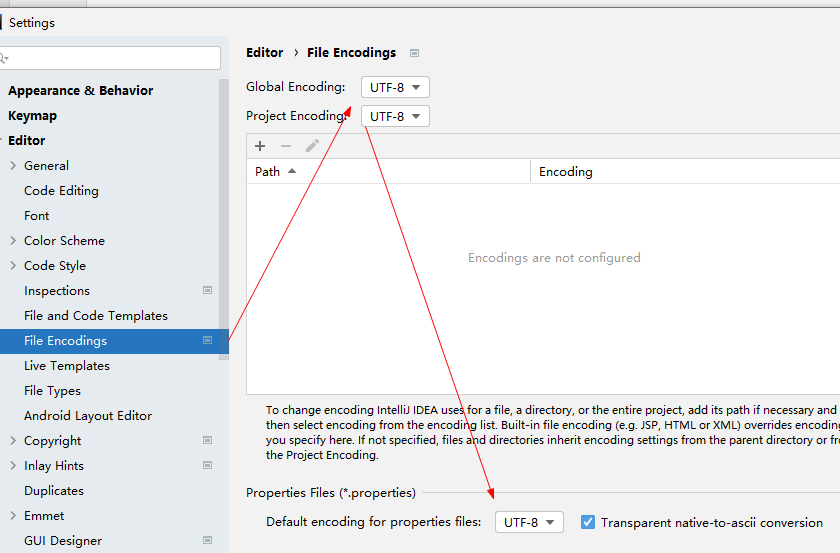 Settings
Appearance & Behavior
Keymap
Editor
General
Code Editing
Font
Color Scheme
Code Style
Inspections
File and Code Templates
File Encodings
Live Templates
File Types
Android Layout Editor
Copyright
Inlay Hints
Duplicates
Emmet
GUI Designer
Editor › File Encodings
Global Encoding: UTF-8
Project Encoding: UTF-8
Path Encoding
Encodings are not configured
To change encoding IntelliJ IDEA uses for a file, a directory, or the entire project, add its path if necessary and
then select encoding from the encoding list. Built-in file encoding (e.g. JSP, HTML or XML) overrides encoding
you specify here. If not specified, files and directories inherit encoding settings from the parent directory or
the Project Encoding.
Properties Files (*.properties)
Default encoding for properties files: UTF-8 Transparent native-to-ascii conversion